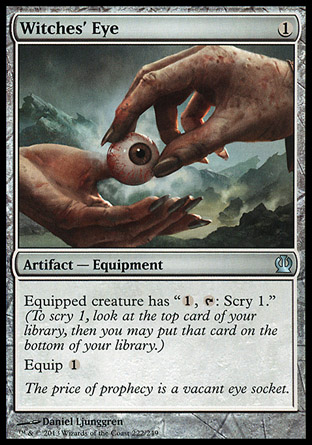 Witches' Eye 1
Artifact — Equipment
Equipped creature has "1, : Scry 1."
(To scry 1, look at the top card of your
library, then you may put that card on the
bottom of your library.)
Equip 1
The price of prophecy is a vacant eye socket.
Daniel Ljunggren
™ & © 2013 Wizards of the Coast 222/249